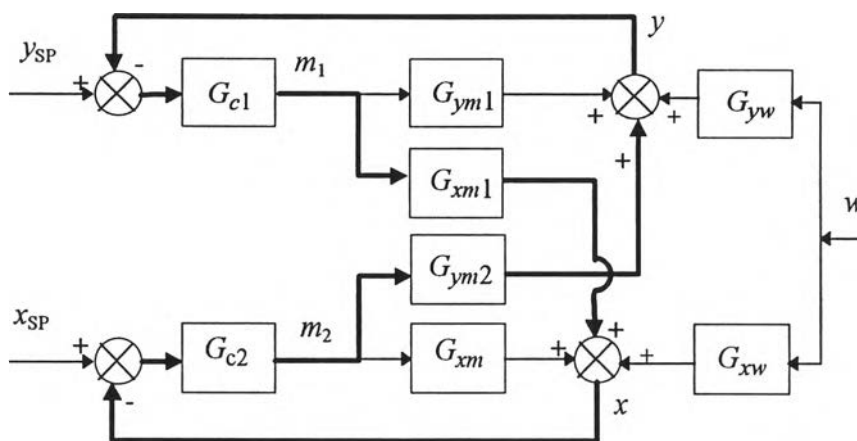 y
y_SP + - G_c1 m_1 G_ym1 + + G_yw
+
G_xm1
w
G_ym2
x_SP + G_c2 m_2 G_xm + + + G_xw
- x